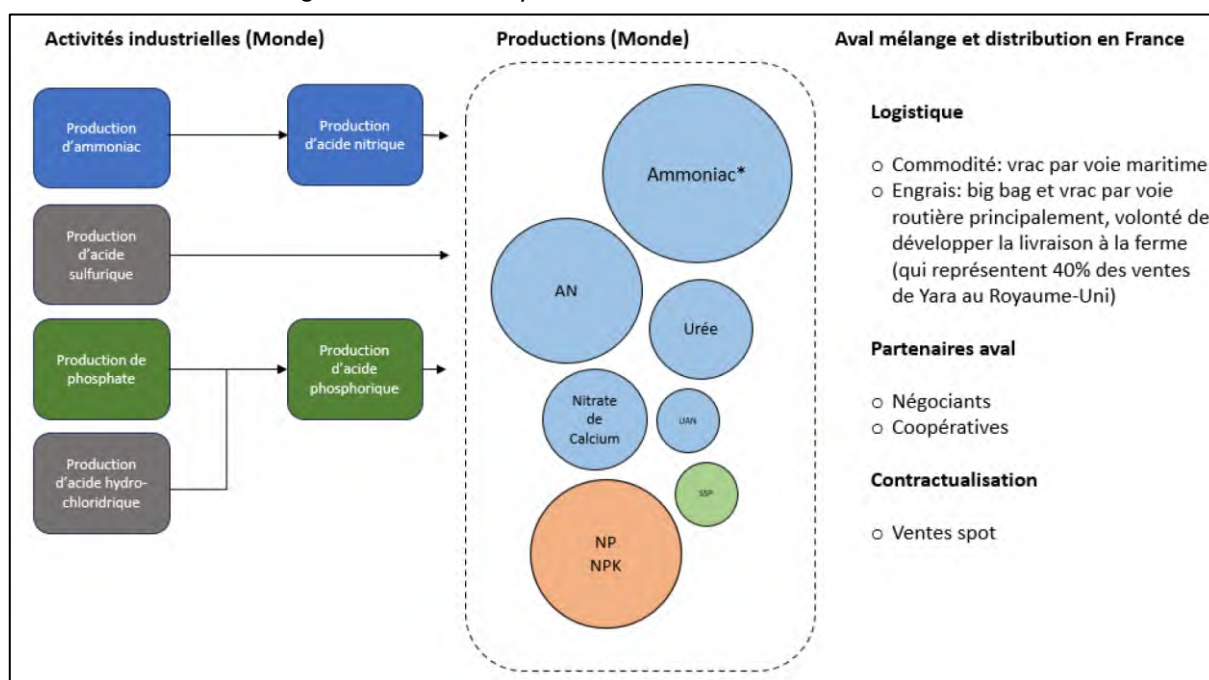 Activités industrielles (Monde)
Production
d'ammoniac
Production
d'acide nitrique
Production
d'acide
sulfurique
Production de
phosphate
Production
d'acide
phosphorique
Production
d'acide hydro-
chloridrique
Productions (Monde)
Ammoniac*
AN
Urée
Nitrate
de
Calcium
UAN
SSP
NP
NPK
Aval mélange et distribution en France
Logistique
o Commodité: vrac par voie maritime
o Engrais: big bag et vrac par voie
routière principalement, volonté de
développer la livraison à la ferme
(qui représentent 40% des ventes
de Yara au Royaume-Uni)
Partenaires aval
o Négociants
o Coopératives
Contractualisation
o Ventes spot